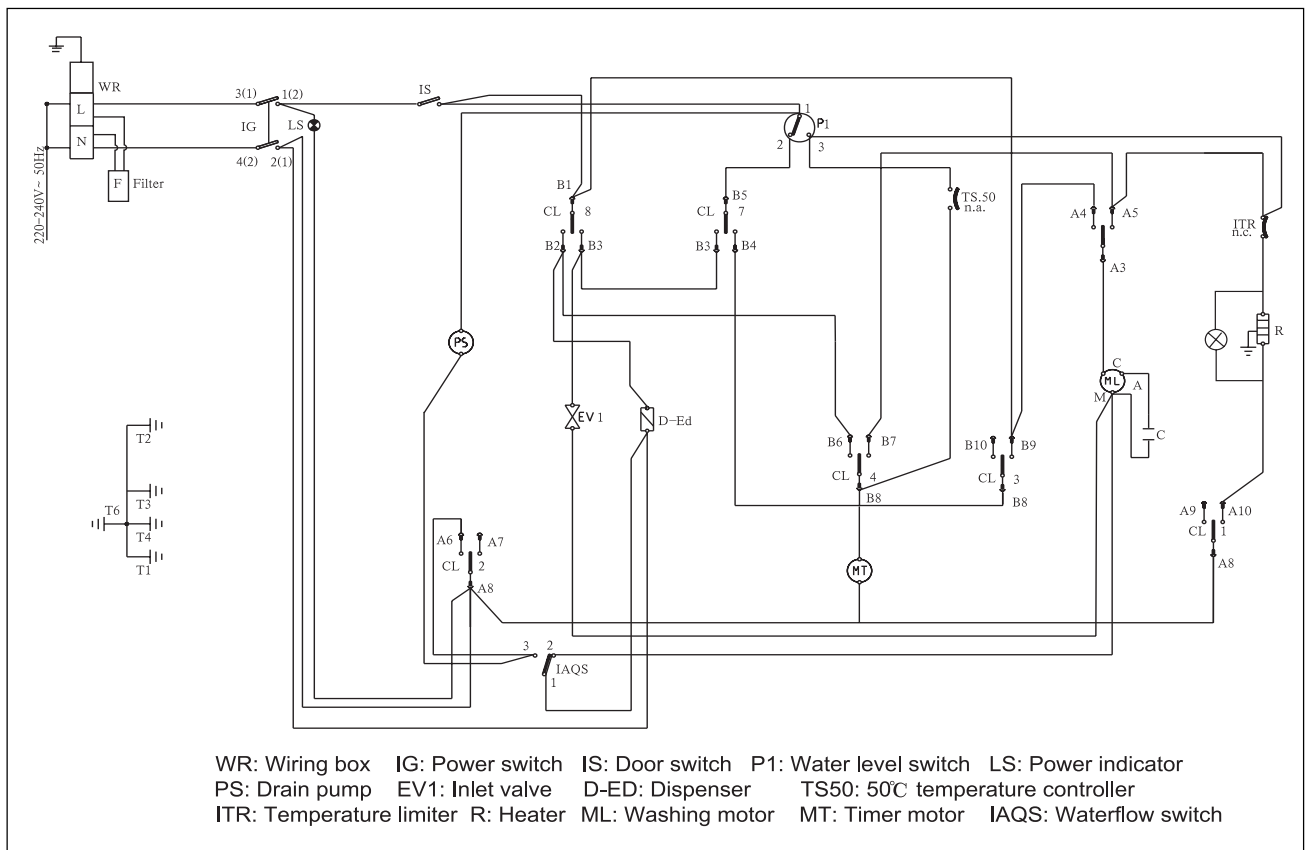 WR
IS
3(1) 1(2)
L
IG
LS
N
4(2) 2(1)
F Filter
220-240V~ 50Hz
1
P1
2 3
B1
CL 8
B2 B3
B5
CL 7
B3 B4
TS.50
n.a.
A4 A5
A3
ITR
n.c.
R
PS
C
ML A
M
C
EV1
D-Ed
B6 B7
CL 4
B8
B10 B9
CL 3
B8
T2
T3
T6
T4
T1
A6 A7
CL 2
A8
A9 A10
CL 1
A8
MT
3 2
IAQS
1
WR: Wiring box IG: Power switch IS: Door switch P1: Water level switch LS: Power indicator
PS: Drain pump EV1: Inlet valve D-ED: Dispenser TS50: 50℃ temperature controller
ITR: Temperature limiter R: Heater ML: Washing motor MT: Timer motor IAQS: Waterflow switch